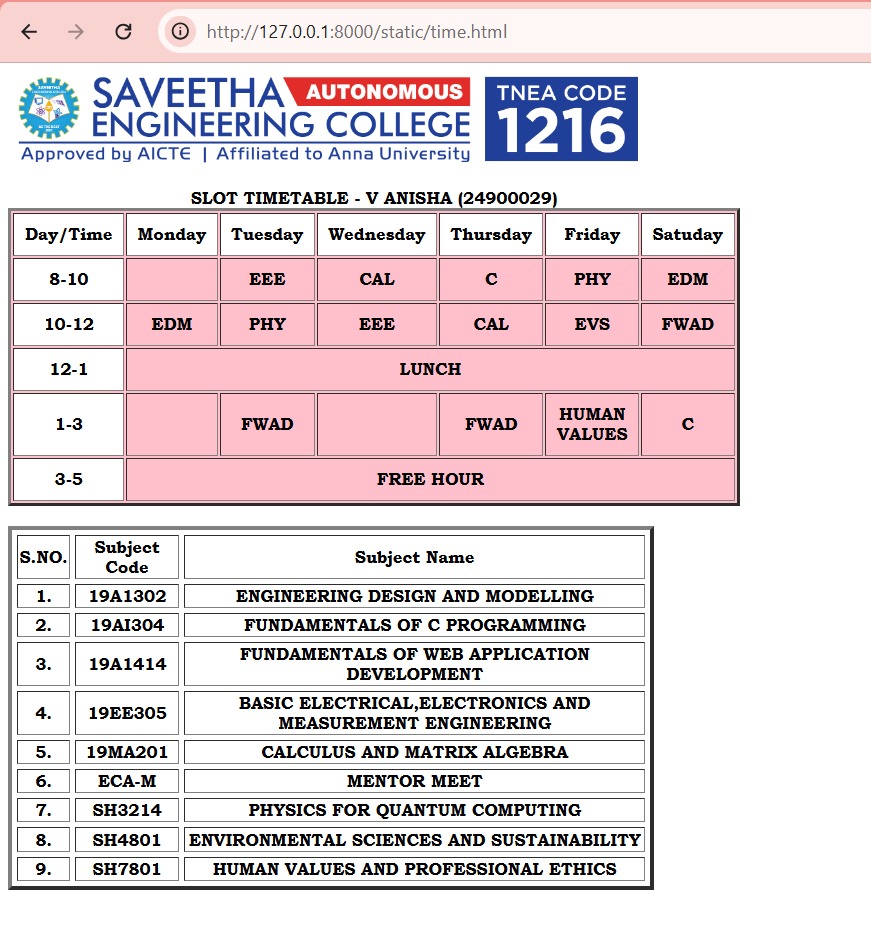 http://127.0.0.1:8000/static/time.html
SAVEETHA AUTONOMOUS
ENGINEERING COLLEGE
Approved by AICTE | Affiliated to Anna University
TNEA CODE
1216
SLOT TIMETABLE - V ANISHA (24900029)
Day/Time Monday Tuesday Wednesday Thursday Friday Satuday
8-10 EEE CAL C PHY EDM
10-12 EDM PHY EEE CAL EVS FWAD
12-1 LUNCH
1-3 FWAD FWAD HUMAN VALUES C
3-5 FREE HOUR
S.NO. Subject Code Subject Name
1. 19A1302 ENGINEERING DESIGN AND MODELLING
2. 19AI304 FUNDAMENTALS OF C PROGRAMMING
3. 19A1414 FUNDAMENTALS OF WEB APPLICATION DEVELOPMENT
4. 19EE305 BASIC ELECTRICAL,ELECTRONICS AND MEASUREMENT ENGINEERING
5. 19MA201 CALCULUS AND MATRIX ALGEBRA
6. ECA-M MENTOR MEET
7. SH3214 PHYSICS FOR QUANTUM COMPUTING
8. SH4801 ENVIRONMENTAL SCIENCES AND SUSTAINABILITY
9. SH7801 HUMAN VALUES AND PROFESSIONAL ETHICS